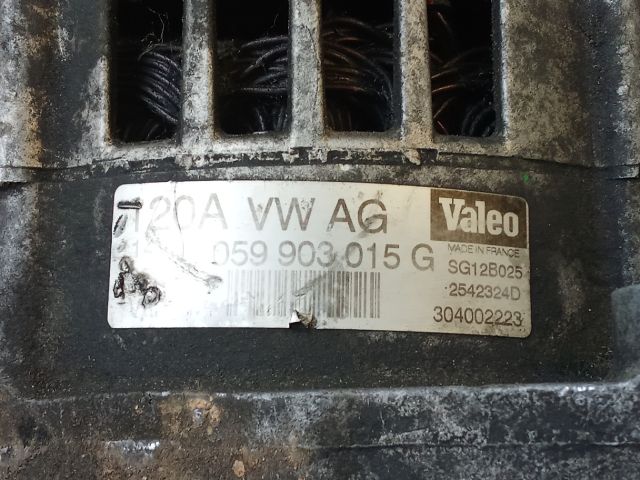 120A VW AG
059 903 015 G
Valeo
MADE IN FRANCE
SG12B025
2542324D
304002223